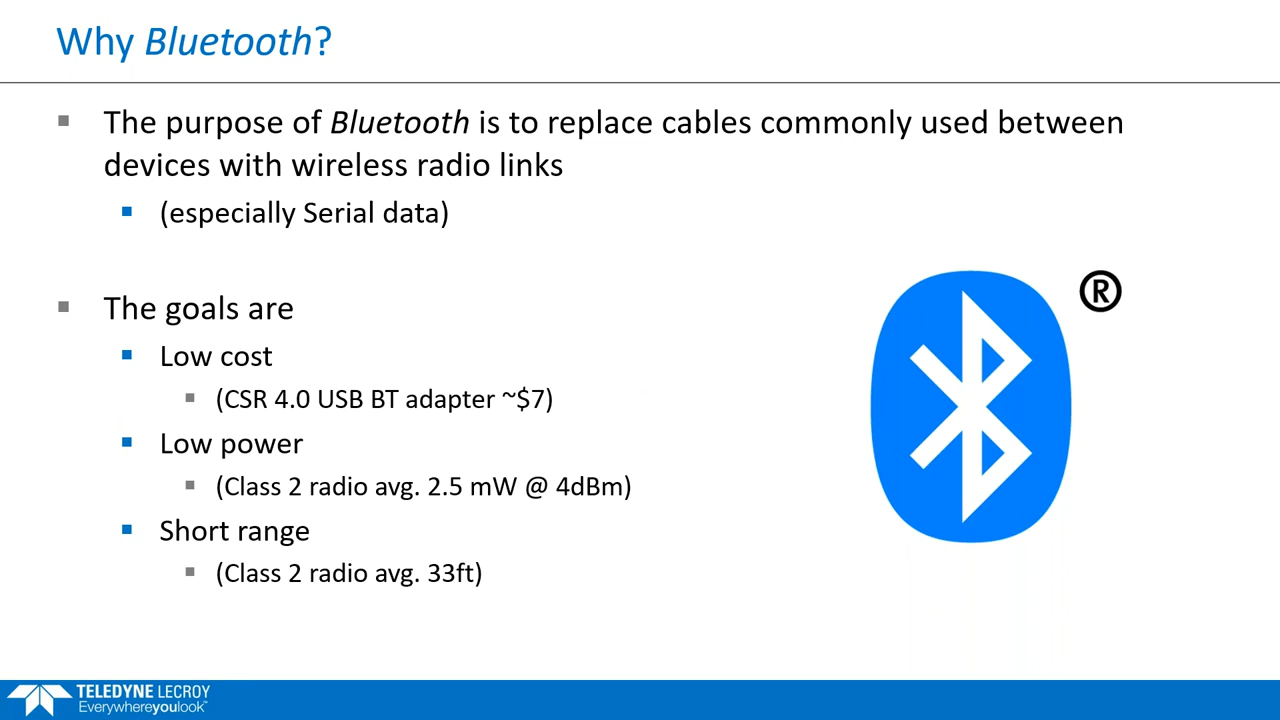 Why Bluetooth?
The purpose of Bluetooth is to replace cables commonly used between
devices with wireless radio links
(especially Serial data)
The goals are
Low cost
(CSR 4.0 USB BT adapter ~$7)
Low power
(Class 2 radio avg. 2.5 mW @ 4dBm)
Short range
(Class 2 radio avg. 33ft)
®
TELEDYNE LECROY
Everywhereyoulook™